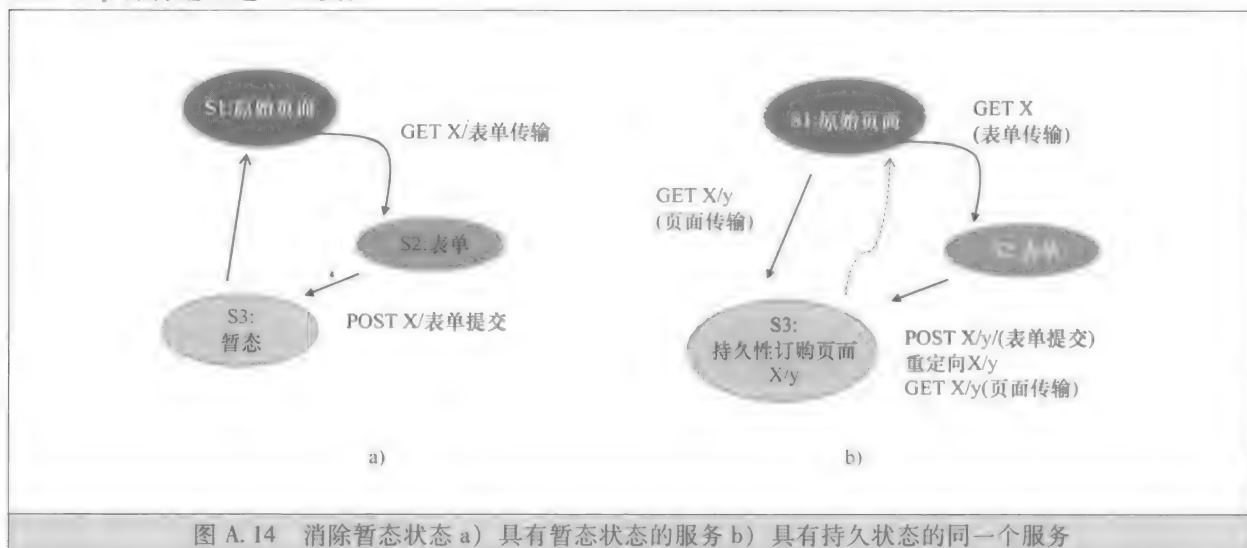 S1:原始页面
GET X/表单传输
S2:表单
S3:
暂态
POST X/表单提交
a)
S1:原始页面
GET X
(表单传输)
GET X/y
(页面传输)
S3:
持久性订购页面
X/y
POST X/y/(表单提交)
重定向X/y
GET X/y(页面传输)
b)
图 A.14 消除暂态状态 a) 具有暂态状态的服务 b) 具有持久状态的同一个服务